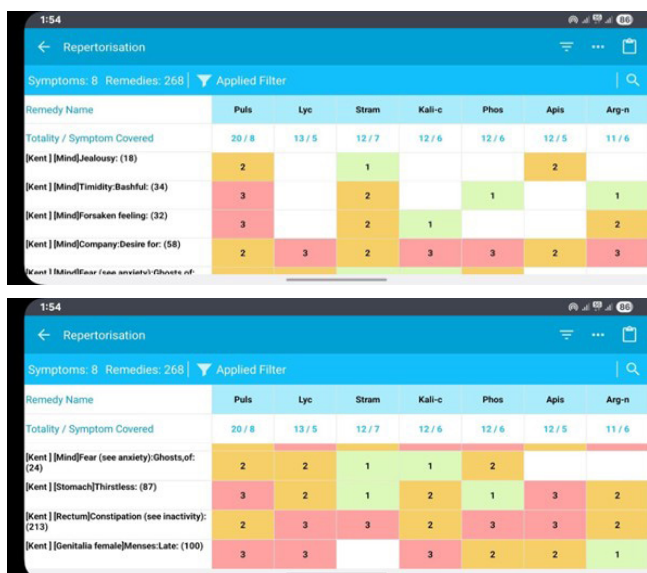 1:54 86
Repertorisation
Symptoms: 8 Remedies: 268 | Applied Filter
Remedy Name Puls Lyc Stram Kali-c Phos Apis Arg-n
Totality / Symptom Covered 20 / 8 13 / 5 12 / 7 12 / 6 12 / 6 12 / 5 11 / 6
[Kent ] [Mind]Jealousy: (18) 2 1 2
[Kent ] [Mind]Timidity:Bashful: (34) 3 2 1 1
[Kent ] [Mind]Forsaken feeling: (32) 3 2 1 2
[Kent ] [Mind]Company:Desire for: (58) 2 3 2 3 3 2 3
[Kent ] [Mind]Fear (see anxiety):Ghosts,of:
1:54 86
Repertorisation
Symptoms: 8 Remedies: 268 | Applied Filter
Remedy Name Puls Lyc Stram Kali-c Phos Apis Arg-n
Totality / Symptom Covered 20 / 8 13 / 5 12 / 7 12 / 6 12 / 6 12 / 5 11 / 6
[Kent ] [Mind]Fear (see anxiety):Ghosts,of:
(24) 2 2 1 1 2
[Kent ] [Stomach]Thirstless: (87) 3 2 1 2 1 3 2
[Kent ] [Rectum]Constipation (see inactivity):
(213) 2 3 3 2 3 3 2
[Kent ] [Genitalia female]Menses:Late: (100) 3 3 3 2 2 1